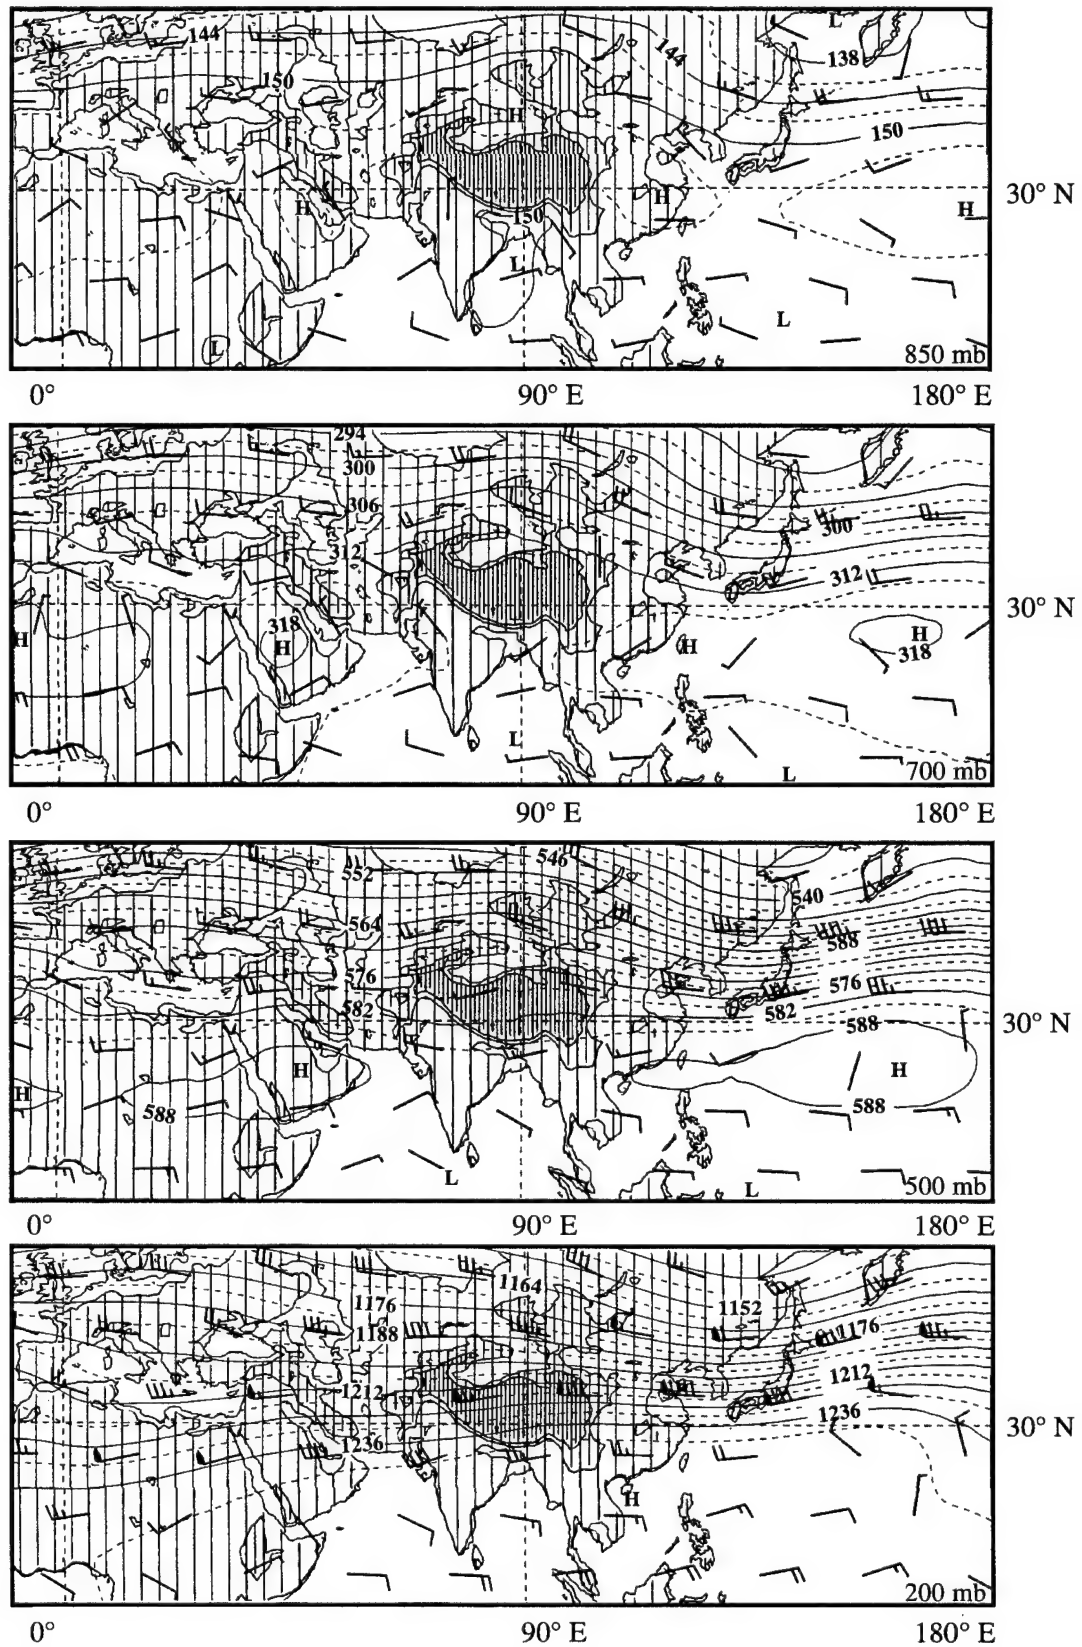 L
144
144
138
150
H
150
30° N
H
H
H
150
L
L
L
850 mb
0° 90° E 180° E
294
300
306
300
312
312
30° N
H
318
H
H
H
318
L
L
700 mb
0° 90° E 180° E
546
552
540
564
588
576
576
582
582
588
30° N
H
H
H
588
588
L
L
500 mb
0° 90° E 180° E
1164
1176
1152
1188
1176
1212
1212
1236
1236
30° N
H
200 mb
0° 90° E 180° E